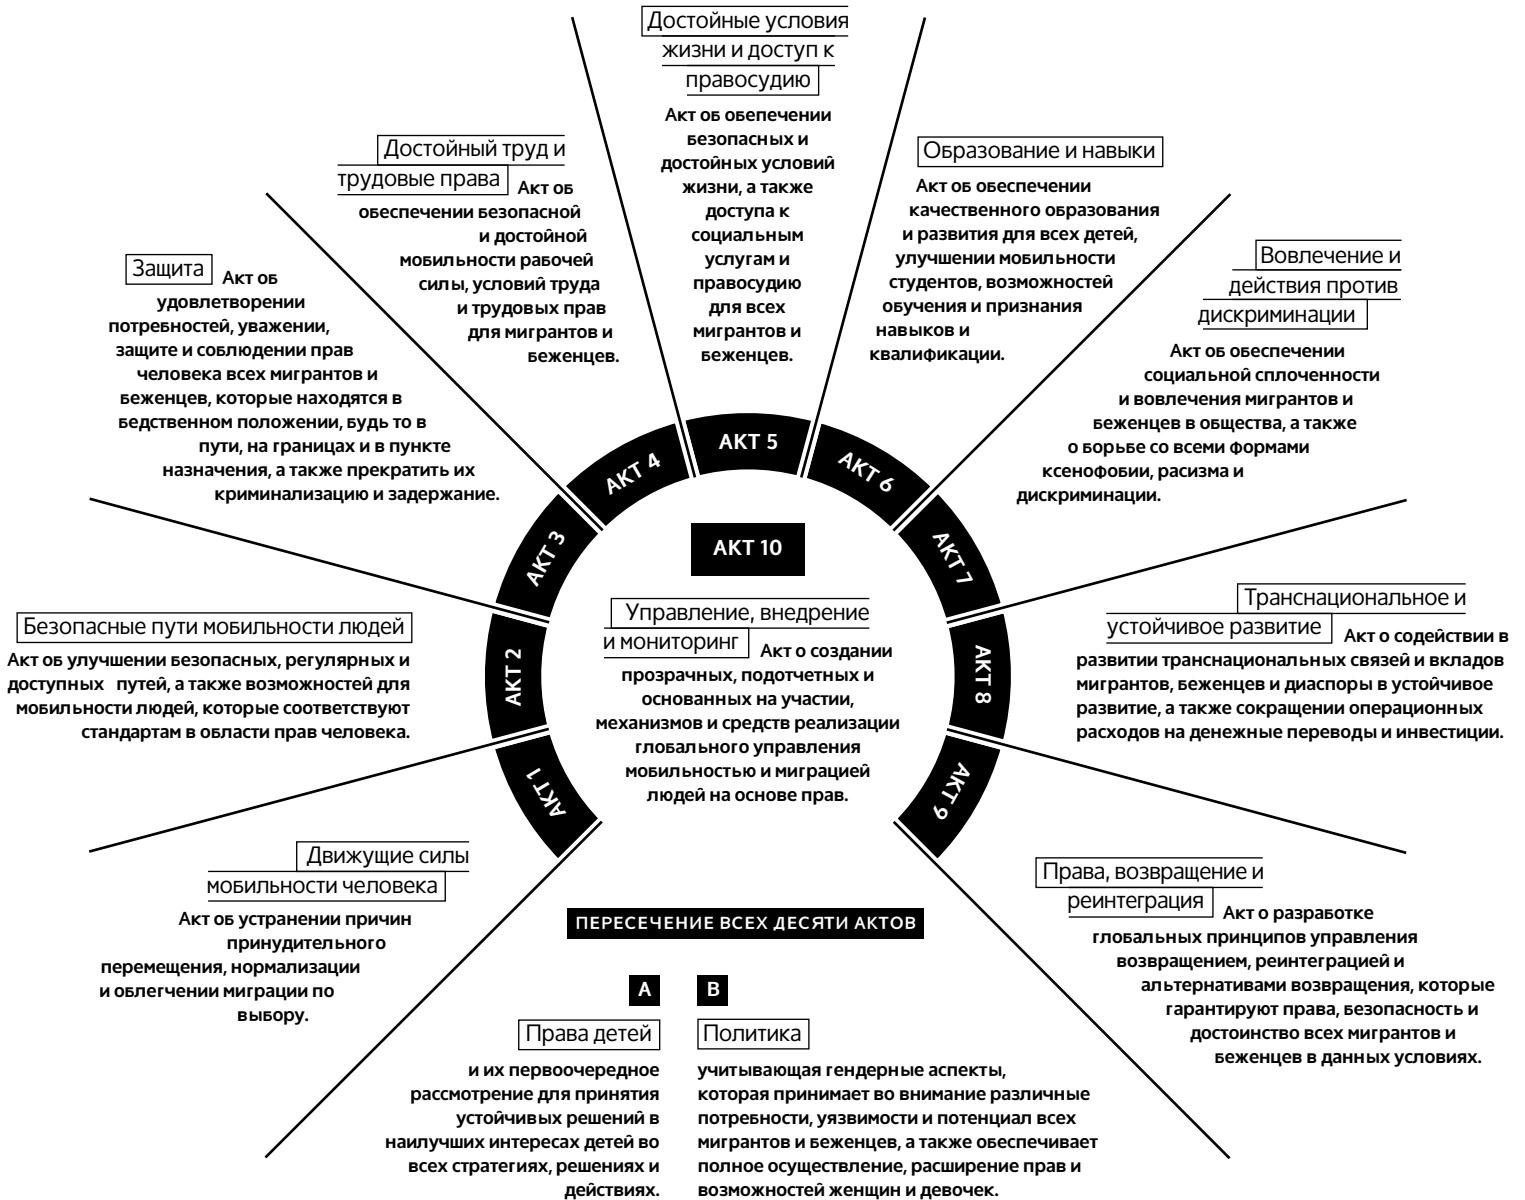 АКТ 1
Движущие силы
мобильности человека
Акт об устранении причин
принудительного
перемещения, нормализации
и облегчении миграции по
выбору.
АКТ 2
Безопасные пути мобильности людей
Акт об улучшении безопасных, регулярных и
доступных путей, а также возможностей для
мобильности людей, которые соответствуют
стандартам в области прав человека.
АКТ 3
Защита Акт об
удовлетворении
потребностей, уважении,
защите и соблюдении прав
человека всех мигрантов и
беженцев, которые находятся в
бедственном положении, будь то в
пути, на границах и в пункте
назначения, а также прекратить их
криминализацию и задержание.
АКТ 4
Достойный труд и
трудовые права Акт об
обеспечении безопасной
и достойной
мобильности рабочей
силы, условий труда
и трудовых прав
для мигрантов и
беженцев.
АКТ 5
Достойные условия
жизни и доступ к
правосудию
Акт об обепечении
безопасных и
достойных условий
жизни, а также
доступа к
социальным
услугам и
правосудию
для всех
мигрантов и
беженцев.
АКТ 6
Образование и навыки
Акт об обеспечении
качественного образования
и развития для всех детей,
улучшении мобильности
студентов, возможностей
обучения и признания
навыков и
квалификации.
АКТ 7
Вовлечение и
действия против
дискриминации
Акт об обеспечении
социальной сплоченности
и вовлечения мигрантов и
беженцев в общества, а также
о борьбе со всеми формами
ксенофобии, расизма и
дискриминации.
АКТ 8
Транснациональное и
устойчивое развитие Акт о содействии в
развитии транснациональных связей и вкладов
мигрантов, беженцев и диаспоры в устойчивое
развитие, а также сокращении операционных
расходов на денежные переводы и инвестиции.
АКТ 9
Права, возвращение и
реинтеграция Акт о разработке
глобальных принципов управления
возвращением, реинтеграцией и
альтернативами возвращения, которые
гарантируют права, безопасность и
достоинство всех мигрантов и
беженцев в данных условиях.
АКТ 10
Управление, внедрение
и мониторинг Акт о создании
прозрачных, подотчетных и
основанных на участии,
механизмов и средств реализации
глобального управления
мобильностью и миграцией
людей на основе прав.
ПЕРЕСЕЧЕНИЕ ВСЕХ ДЕСЯТИ АКТОВ
A
Права детей
и их первоочередное
рассмотрение для принятия
устойчивых решений в
наилучших интересах детей во
всех стратегиях, решениях и
действиях.
B
Политика
учитывающая гендерные аспекты,
которая принимает во внимание различные
потребности, уязвимости и потенциал всех
мигрантов и беженцев, а также обеспечивает
полное осуществление, расширение прав и
возможностей женщин и девочек.